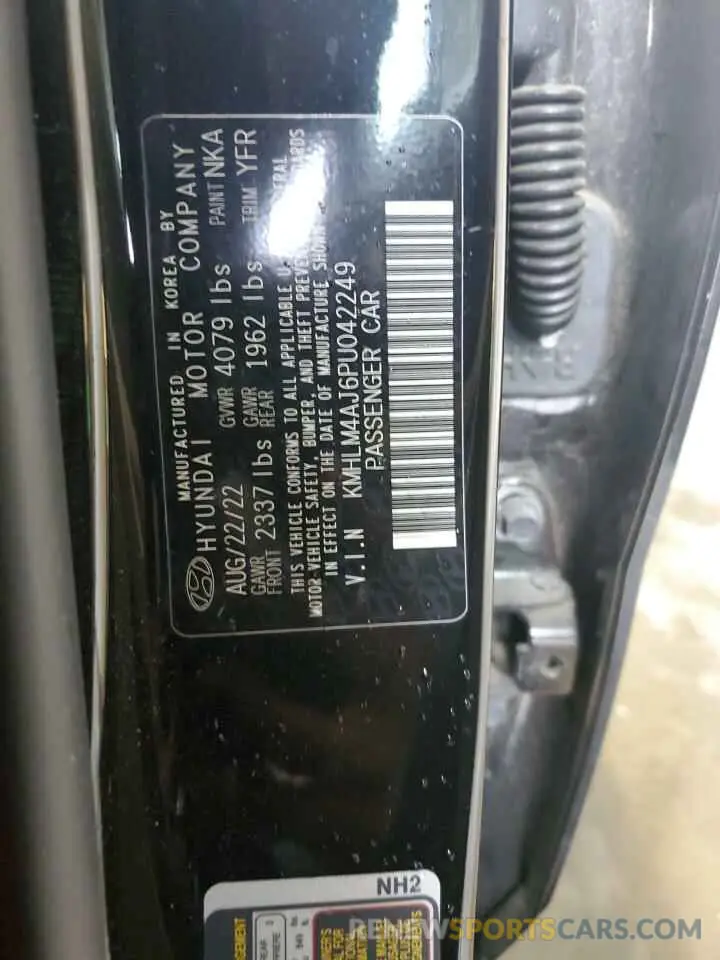 MANUFACTURED IN KOREA BY
HYUNDAI MOTOR COMPANY
AUG/22/22 GVWR 4079 lbs PAINT NKA
GAWR FRONT 2337 lbs GAWR REAR 1962 lbs TRIM YFR
THIS VEHICLE CONFORMS TO ALL APPLICABLE
MOTOR VEHICLE SAFETY, BUMPER, AND THEFT
IN EFFECT ON THE DATE OF MANUFACTURE
V.I.N KMHLM4AJ6PU042249
PASSENGER CAR
NH2
RENEWSPORTSCARS.COM